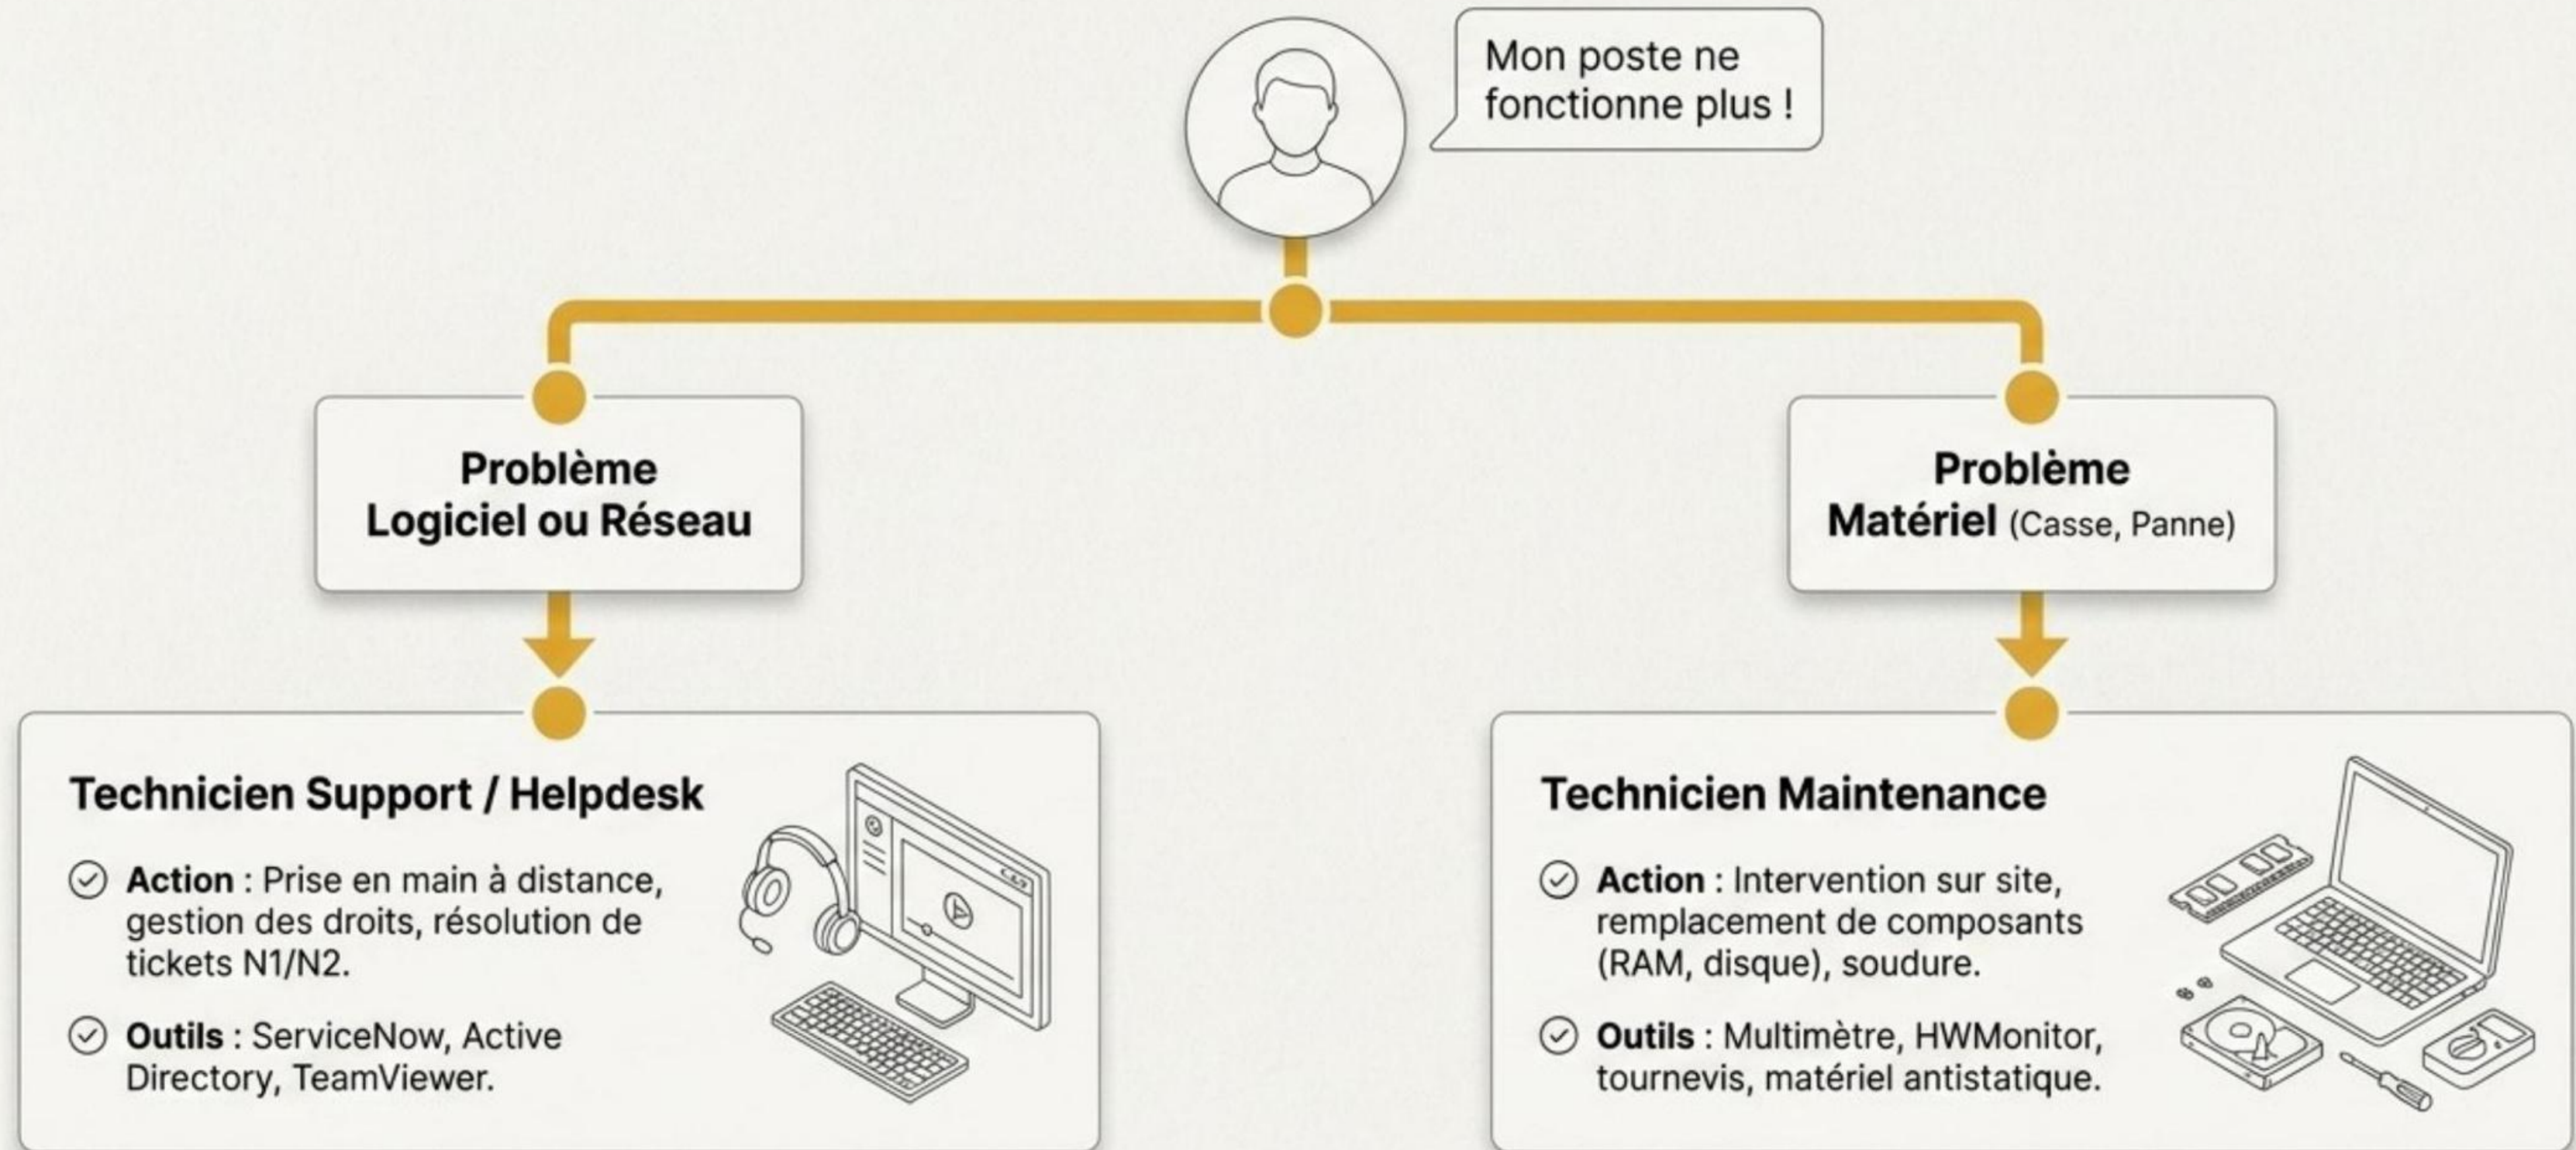 Mon poste ne
fonctionne plus !
Problème
Logiciel ou Réseau
Problème
Matériel (Casse, Panne)
Technicien Support / Helpdesk
Action : Prise en main à distance,
gestion des droits, résolution de
tickets N1/N2.
Outils : ServiceNow, Active
Directory, TeamViewer.
Technicien Maintenance
Action : Intervention sur site,
remplacement de composants
(RAM, disque), soudure.
Outils : Multimètre, HWMonitor,
tournevis, matériel antistatique.